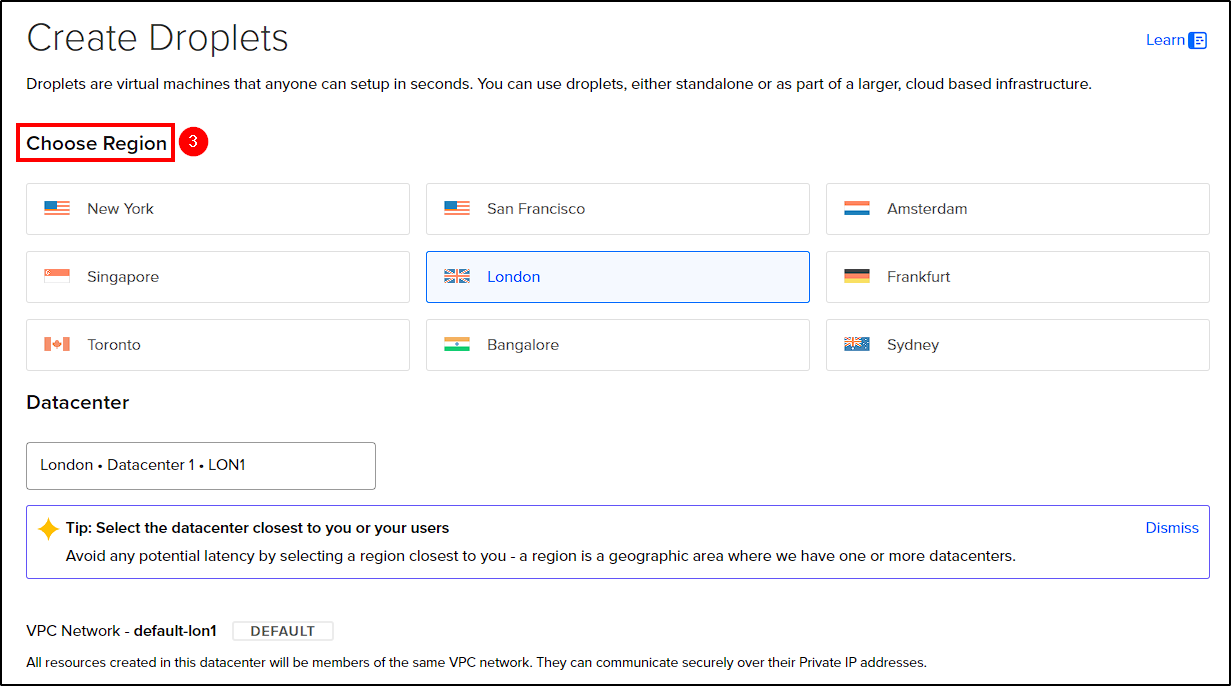 Create Droplets
Learn
Droplets are virtual machines that anyone can setup in seconds. You can use droplets, either standalone or as part of a larger, cloud based infrastructure.
Choose Region 3
New York San Francisco Amsterdam
Singapore London Frankfurt
Toronto Bangalore Sydney
Datacenter
London • Datacenter 1 • LON1
Tip: Select the datacenter closest to you or your users Dismiss
Avoid any potential latency by selecting a region closest to you - a region is a geographic area where we have one or more datacenters.
VPC Network - default-lon1 DEFAULT
All resources created in this datacenter will be members of the same VPC network. They can communicate securely over their Private IP addresses.